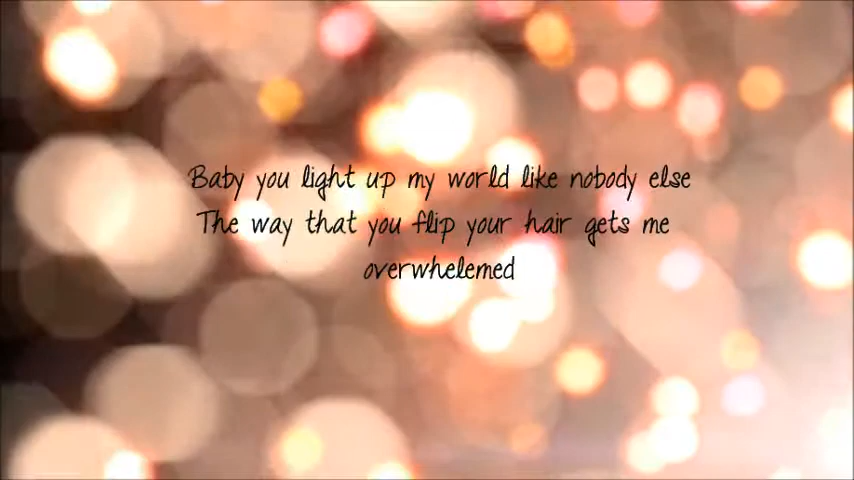 Baby you light up my world like nobody else
The way that you flip your hair gets me
overwhelemed